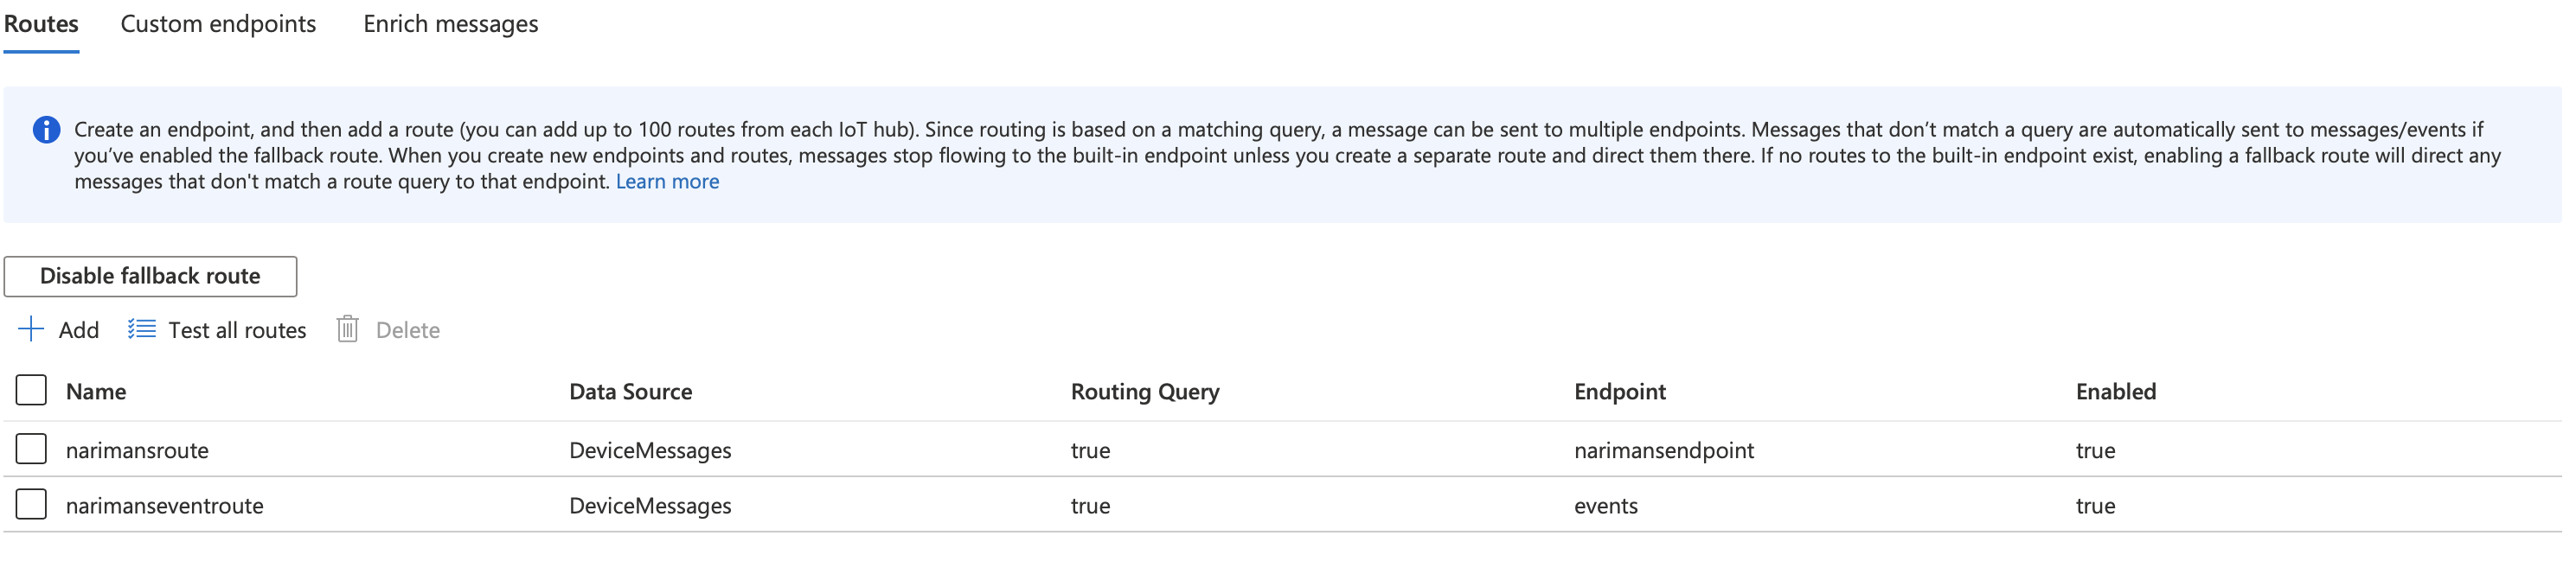 Routes Custom endpoints Enrich messages
Create an endpoint, and then add a route (you can add up to 100 routes from each IoT hub). Since routing is based on a matching query, a message can be sent to multiple endpoints. Messages that don’t match a query are automatically sent to messages/events if
you’ve enabled the fallback route. When you create new endpoints and routes, messages stop flowing to the built-in endpoint unless you create a separate route and direct them there. If no routes to the built-in endpoint exist, enabling a fallback route will direct any
messages that don't match a route query to that endpoint. Learn more
Disable fallback route
Add Test all routes Delete
Name Data Source Routing Query Endpoint Enabled
narimansroute DeviceMessages true narimansendpoint true
narimanseventroute DeviceMessages true events true